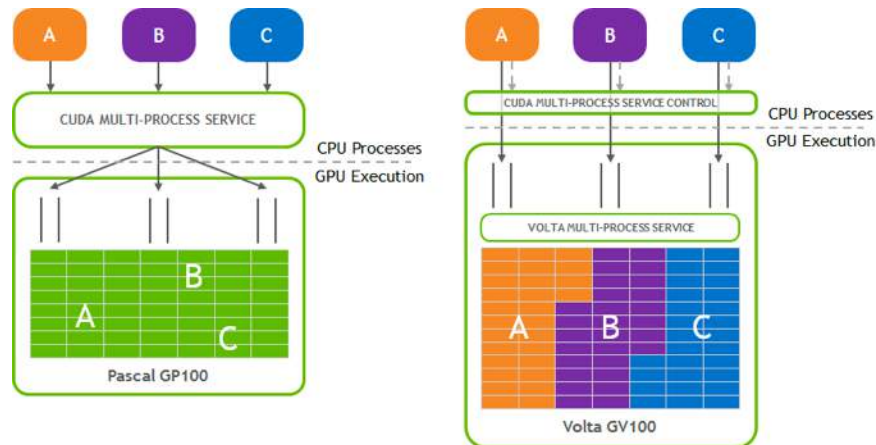 A
B
C
CUDA MULTI-PROCESS SERVICE
CPU Processes
GPU Execution
B
A
C
Pascal GP100
A
B
C
CUDA MULTI-PROCESS SERVICE CONTROL
CPU Processes
GPU Execution
VOLTA MULTI-PROCESS SERVICE
A
B
C
Volta GV100